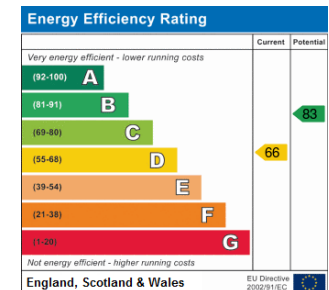 Energy Efficiency Rating
Current Potential
Very energy efficient - lower running costs
(92-100) A
(81-91) B
83
(69-80) C
(55-68) D
66
(39-54) E
(21-38) F
(1-20) G
Not energy efficient - higher running costs
England, Scotland & Wales
EU Directive
2002/91/EC